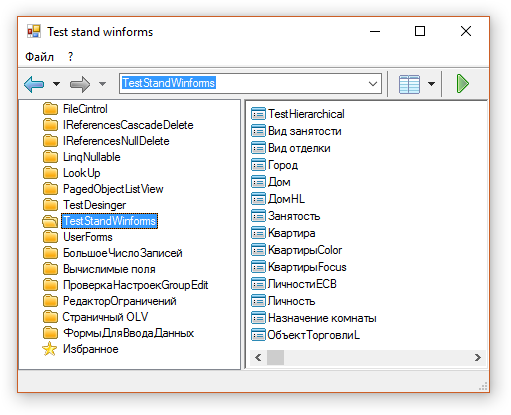 Test stand winforms
Файл ?
TestStandWinforms
FileCintrol
IReferencesCascadeDelete
IReferencesNullDelete
LinqNullable
LookUp
PagedObjectListView
TestDesinger
TestStandWinforms
UserForms
БольшоеЧислоЗаписей
Вычислимые поля
ПроверкаНастроекGroupEdit
РедакторОграничений
Страничный OLV
ФормыДляВводаДанных
Избранное
TestHierarchical
Вид занятости
Вид отделки
Город
Дом
ДомHL
Занятость
Квартира
КвартирыColor
КвартирыFocus
ЛичностиЕСВ
Личность
Назначение комнаты
ОбъектТорговлиL